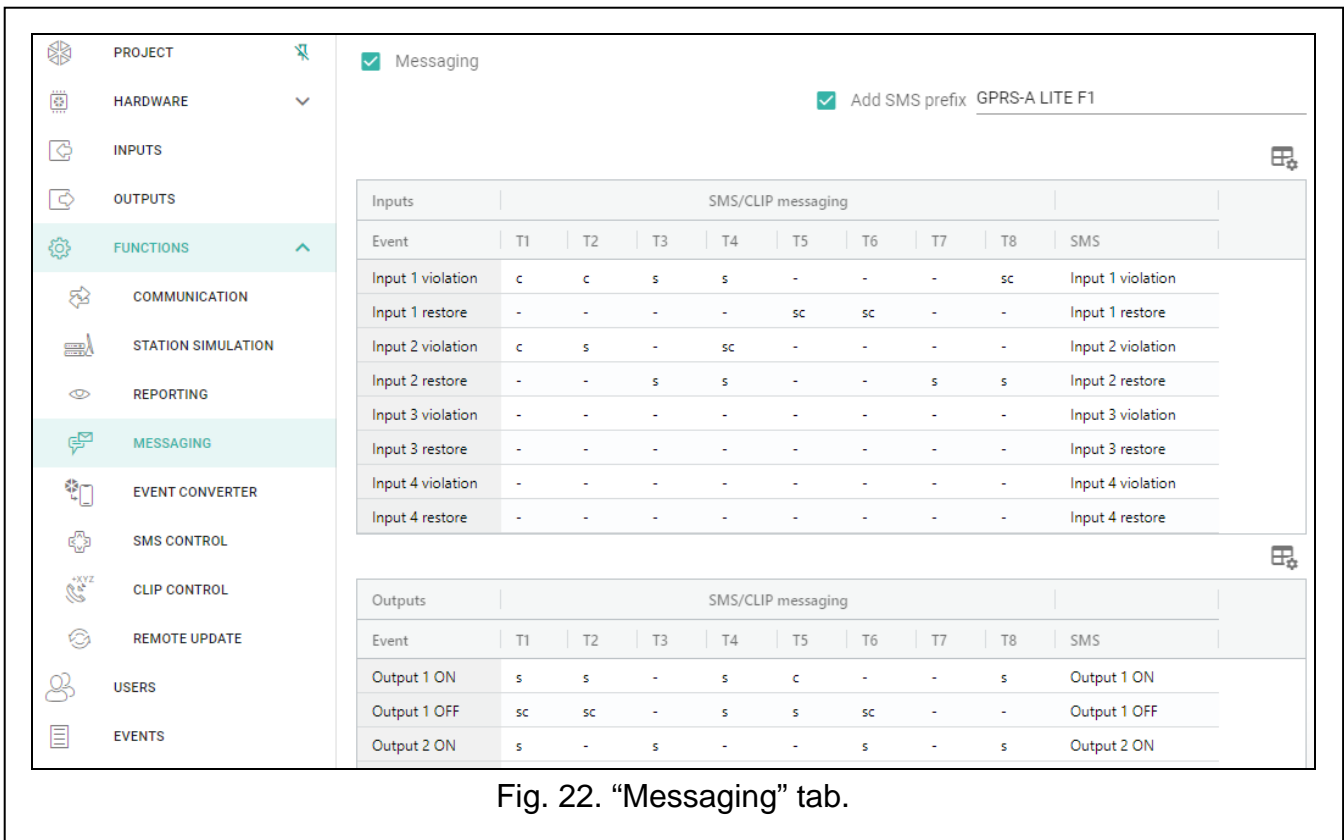 PROJECT
HARDWARE
INPUTS
OUTPUTS
FUNCTIONS
COMMUNICATION
STATION SIMULATION
REPORTING
MESSAGING
EVENT CONVERTER
SMS CONTROL
+XYZ
CLIP CONTROL
REMOTE UPDATE
USERS
EVENTS
Messaging
Add SMS prefix GPRS-A LITE F1
Inputs SMS/CLIP messaging
Event T1 T2 T3 T4 T5 T6 T7 T8 SMS
Input 1 violation c c s s - - - sc Input 1 violation
Input 1 restore - - - - sc sc - - Input 1 restore
Input 2 violation c s - sc - - - - Input 2 violation
Input 2 restore - - s s - - s s Input 2 restore
Input 3 violation - - - - - - - - Input 3 violation
Input 3 restore - - - - - - - - Input 3 restore
Input 4 violation - - - - - - - - Input 4 violation
Input 4 restore - - - - - - - - Input 4 restore
Outputs SMS/CLIP messaging
Event T1 T2 T3 T4 T5 T6 T7 T8 SMS
Output 1 ON s s - s c - - s Output 1 ON
Output 1 OFF sc sc - s s sc - - Output 1 OFF
Output 2 ON s - s - - s - s Output 2 ON
Fig. 22. “Messaging” tab.